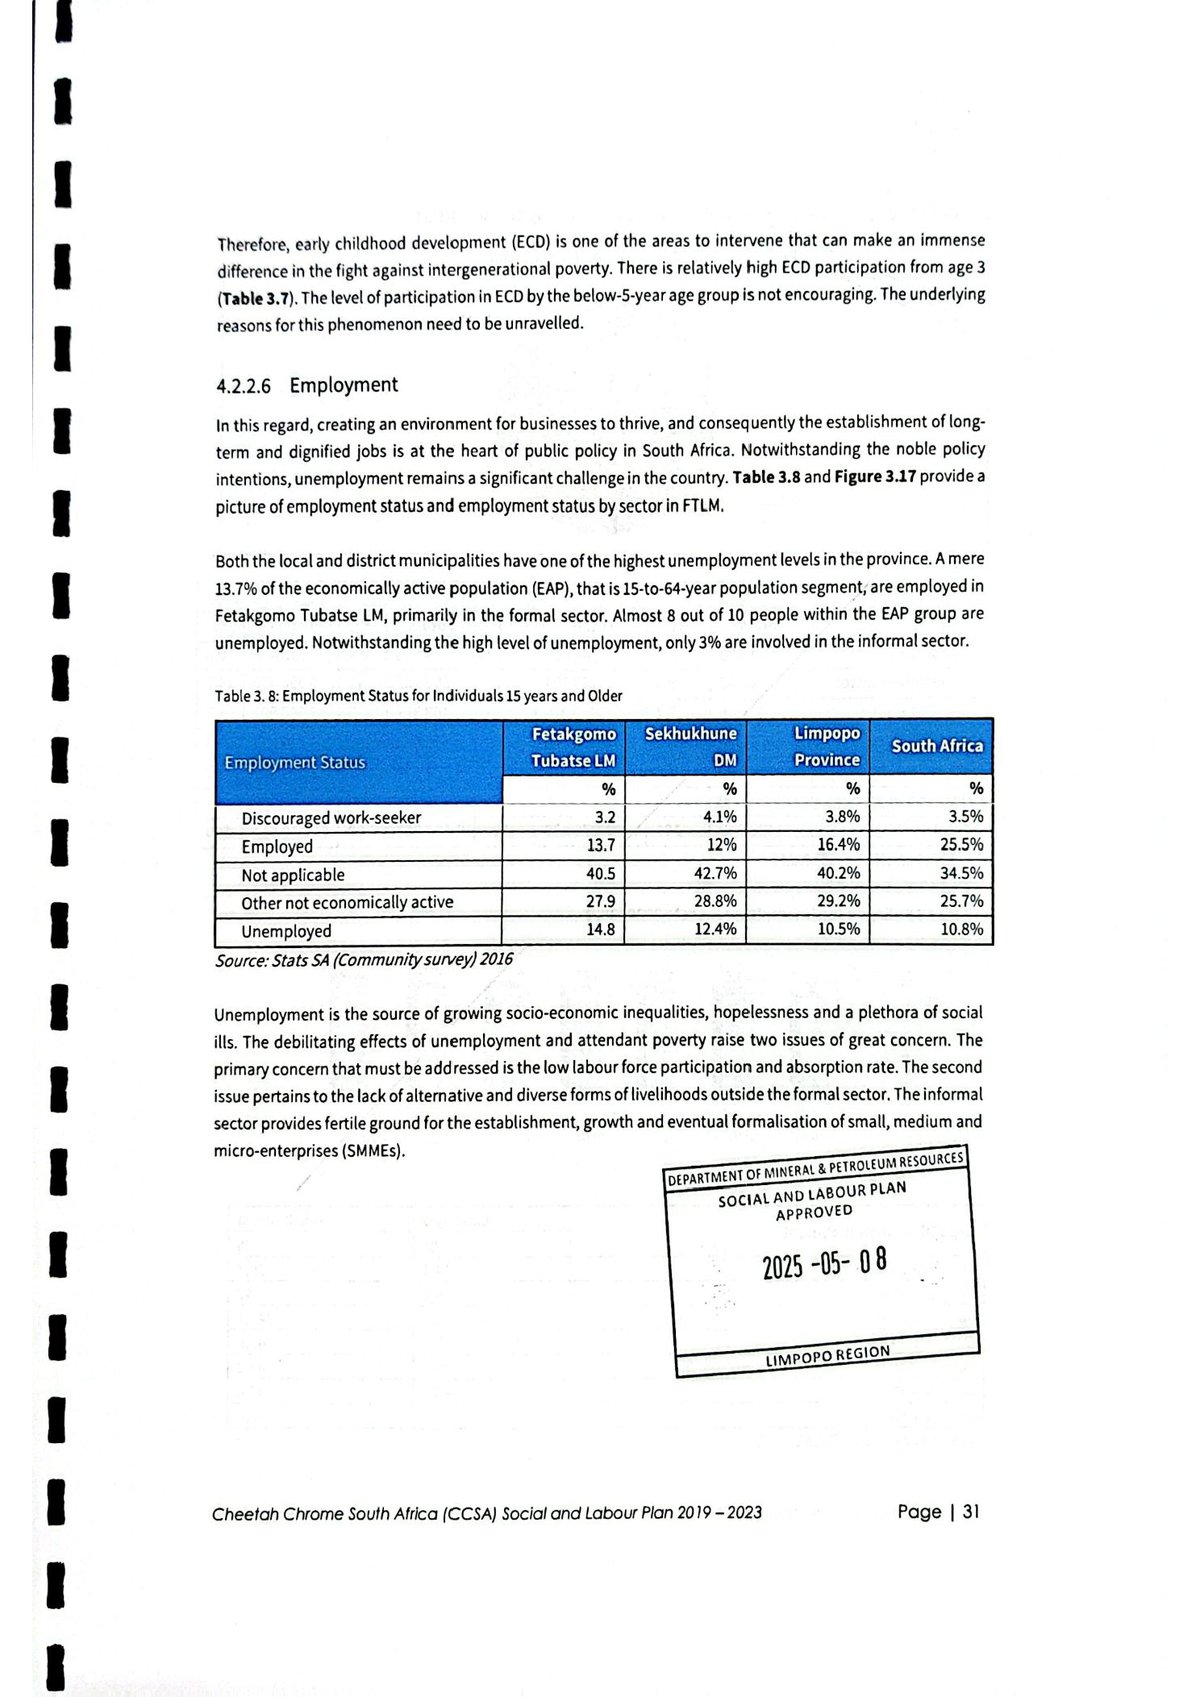 Therefore, early childhood development (ECD) is one of the areas to intervene that can make an immense
difference in the fight against intergenerational poverty. There is relatively high ECD participation from age 3
(Table 3.7). The level of participation in ECD by the below-5-year age group is not encouraging. The underlying
reasons for this phenomenon need to be unravelled.
4.2.2.6 Employment
In this regard, creating an environment for businesses to thrive, and consequently the establishment of long-
term and dignified jobs is at the heart of public policy in South Africa. Notwithstanding the noble policy
intentions, unemployment remains a significant challenge in the country. Table 3.8 and Figure 3.17 provide a
picture of employment status and employment status by sector in FTLM.
Both the local and district municipalities have one of the highest unemployment levels in the province. A mere
13.7% of the economically active population (EAP), that is 15-to-64-year population segment, are employed in
Fetakgomo Tubatse LM, primarily in the formal sector. Almost 8 out of 10 people within the EAP group are
unemployed. Notwithstanding the high level of unemployment, only 3% are involved in the informal sector.
Table 3. 8: Employment Status for Individuals 15 years and Older
Employment Status Fetakgomo Tubatse LM Sekhukhune DM Limpopo Province South Africa
% % % %
Discouraged work-seeker 3.2 4.1% 3.8% 3.5%
Employed 13.7 12% 16.4% 25.5%
Not applicable 40.5 42.7% 40.2% 34.5%
Other not economically active 27.9 28.8% 29.2% 25.7%
Unemployed 14.8 12.4% 10.5% 10.8%
Source: Stats SA (Community survey) 2016
Unemployment is the source of growing socio-economic inequalities, hopelessness and a plethora of social
ills. The debilitating effects of unemployment and attendant poverty raise two issues of great concern. The
primary concern that must be addressed is the low labour force participation and absorption rate. The second
issue pertains to the lack of alternative and diverse forms of livelihoods outside the formal sector. The informal
sector provides fertile ground for the establishment, growth and eventual formalisation of small, medium and
micro-enterprises (SMMEs).
DEPARTMENT OF MINERAL & PETROLEUM RESOURCES
SOCIAL AND LABOUR PLAN
APPROVED
2025 -05- 08
LIMPOPO REGION
Cheetah Chrome South Africa (CCSA) Social and Labour Plan 2019 – 2023 Page | 31